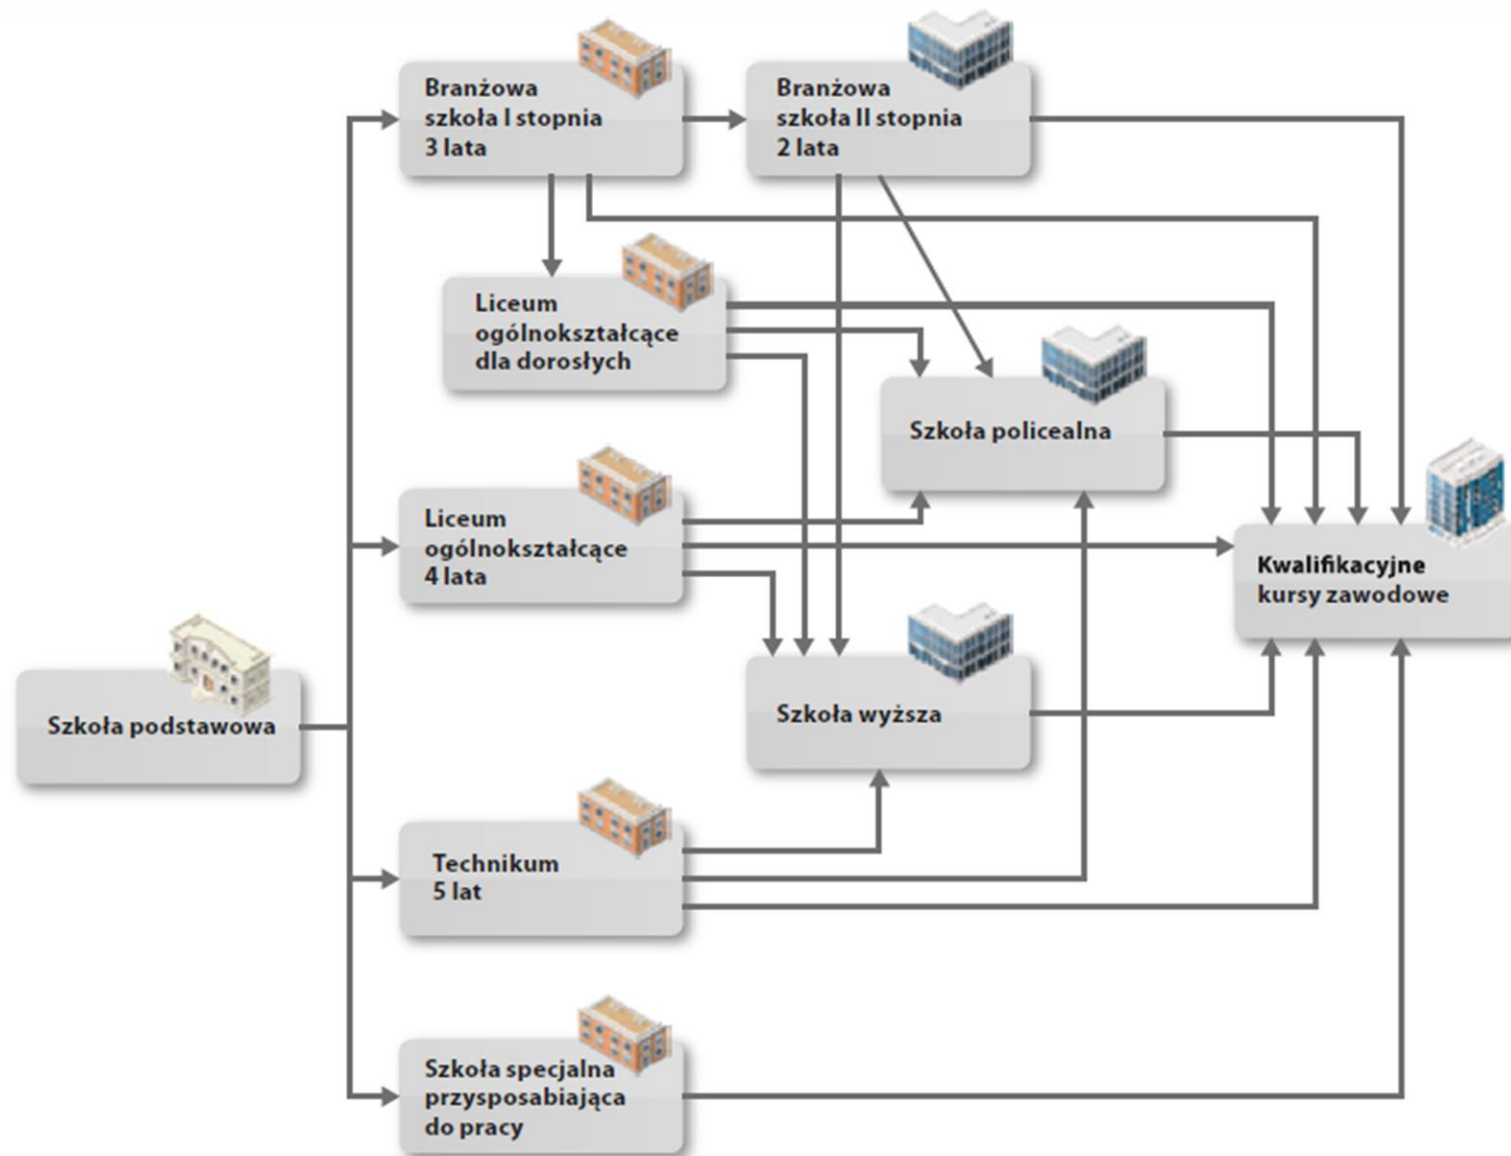 Branżowa
szkoła I stopnia
3 lata
Branżowa
szkoła II stopnia
2 lata
Liceum
ogólnokształcące
dla dorosłych
Szkoła policealna
Liceum
ogólnokształcące
4 lata
Kwalifikacyjne
kursy zawodowe
Szkoła podstawowa
Szkoła wyższa
Technikum
5 lat
Szkoła specjalna
przysposabiająca
do pracy